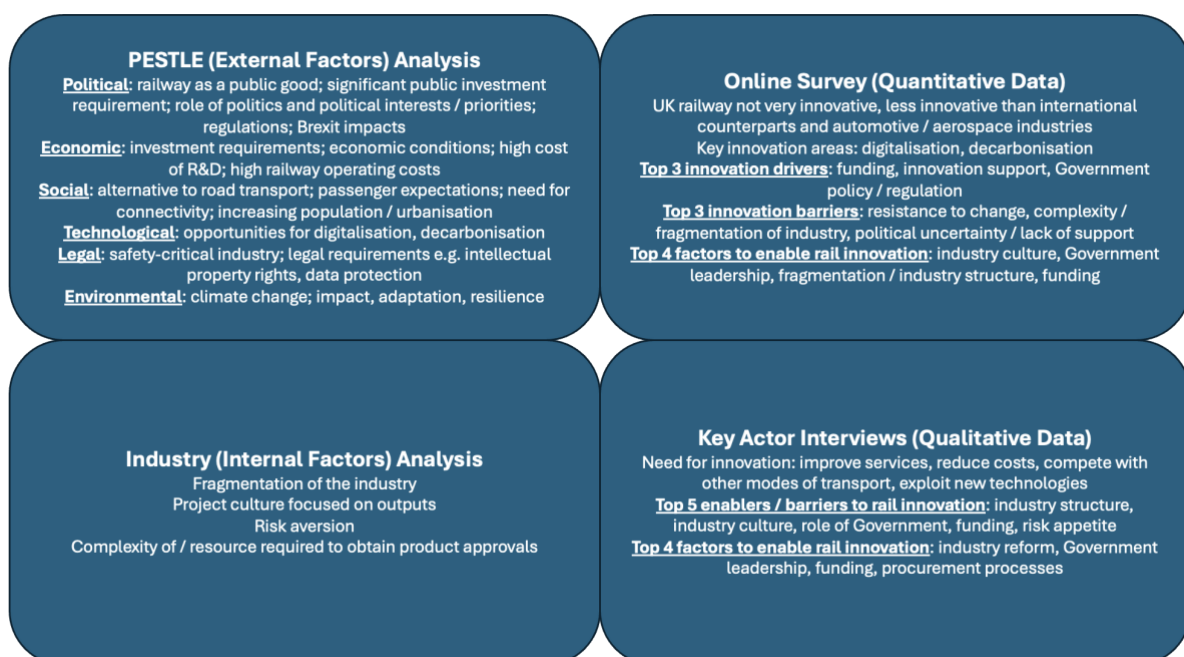 PESTLE (External Factors) Analysis
Political: railway as a public good; significant public investment
requirement; role of politics and political interests / priorities;
regulations; Brexit impacts
Economic: investment requirements; economic conditions; high cost
of R&D; high railway operating costs
Social: alternative to road transport; passenger expectations; need for
connectivity; increasing population / urbanisation
Technological: opportunities for digitalisation, decarbonisation
Legal: safety-critical industry; legal requirements e.g. intellectual
property rights, data protection
Environmental: climate change; impact, adaptation, resilience
Online Survey (Quantitative Data)
UK railway not very innovative, less innovative than international
counterparts and automotive / aerospace industries
Key innovation areas: digitalisation, decarbonisation
Top 3 innovation drivers: funding, innovation support, Government
policy / regulation
Top 3 innovation barriers: resistance to change, complexity /
fragmentation of industry, political uncertainty / lack of support
Top 4 factors to enable rail innovation: industry culture, Government
leadership, fragmentation / industry structure, funding
Industry (Internal Factors) Analysis
Fragmentation of the industry
Project culture focused on outputs
Risk aversion
Complexity of / resource required to obtain product approvals
Key Actor Interviews (Qualitative Data)
Need for innovation: improve services, reduce costs, compete with
other modes of transport, exploit new technologies
Top 5 enablers / barriers to rail innovation: industry structure,
industry culture, role of Government, funding, risk appetite
Top 4 factors to enable rail innovation: industry reform, Government
leadership, funding, procurement processes